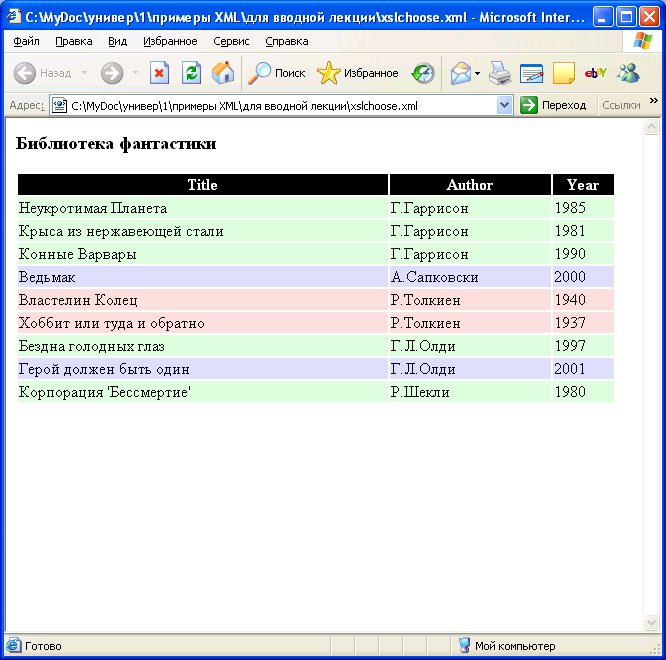 C:\MyDoc\универ\1\примеры XML\для вводной лекции\xslchoose.xml - Microsoft Inter...
Файл Правка Вид Избранное Сервис Справка
Назад Поиск Избранное ebY
Адрес: C:\MyDoc\универ\1\примеры XML\для вводной лекции\xslchoose.xml Переход Ссылки »
Библиотека фантастики
Title Author Year
Неукротимая Планета Г.Гаррисон 1985
Крыса из нержавеющей стали Г.Гаррисон 1981
Конные Варвары Г.Гаррисон 1990
Ведьмак А.Сапковски 2000
Властелин Колец Р.Толкиен 1940
Хоббит или туда и обратно Р.Толкиен 1937
Бездна голодных глаз Г.Л.Олди 1997
Герой должен быть один Г.Л.Олди 2001
Корпорация 'Бессмертие' Р.Шекли 1980
Готово Мой компьютер